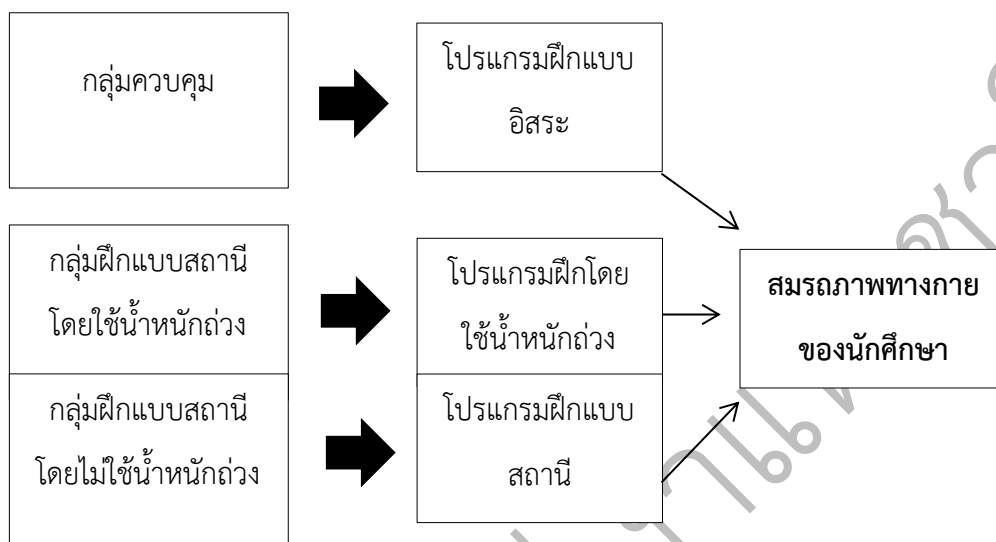 กลุ่มควบคุม
โปรแกรมฝึกแบบ
อิสระ
กลุ่มฝึกแบบสถานี
โดยใช้น้ำหนักถ่วง
โปรแกรมฝึกโดย
ใช้น้ำหนักถ่วง
สมรถภาพทางกาย
ของนักศึกษา
กลุ่มฝึกแบบสถานี
โดยไม่ใช้น้ำหนักถ่วง
โปรแกรมฝึกแบบ
สถานี